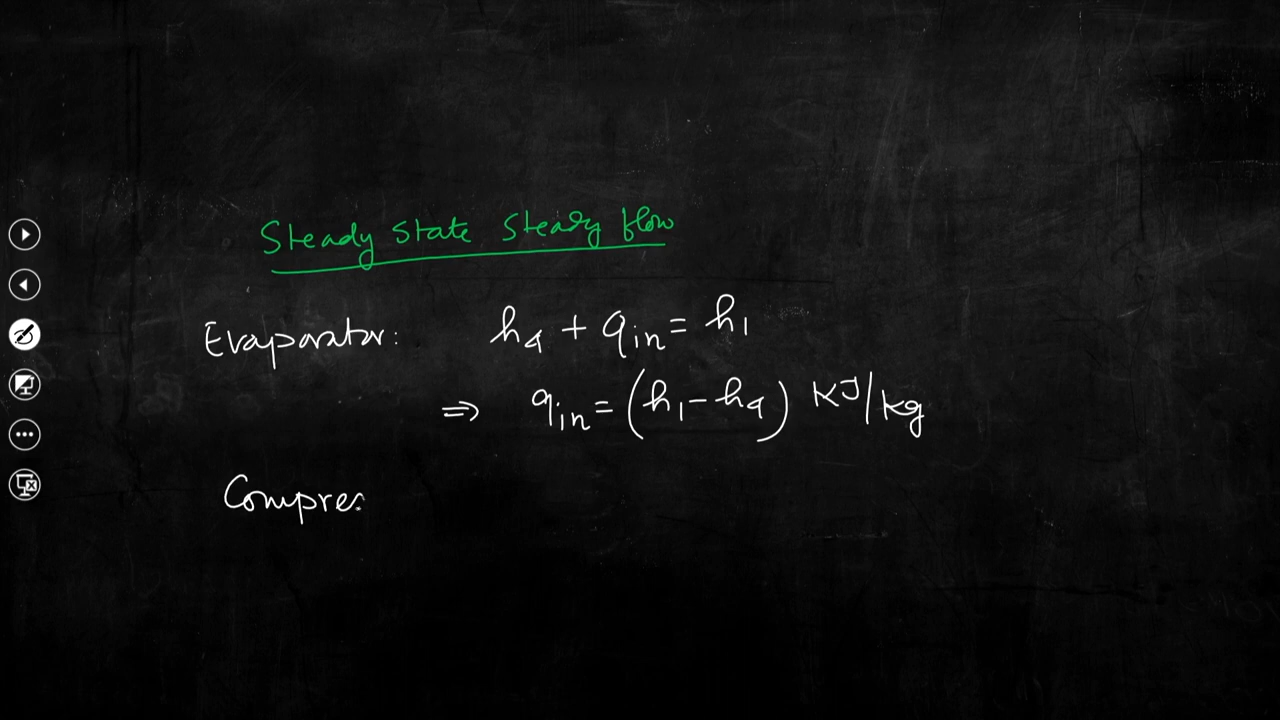 Steady State Steady flow
Evaporator: h₄ + qin = h₁
⇒ qin = (h₁ - h₄) KJ/kg
Compres